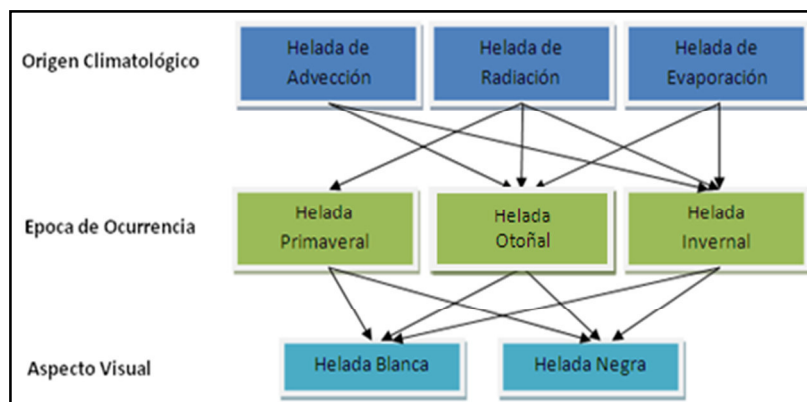 Origen Climatológico
Helada de
Advección
Helada de
Radiación
Helada de
Evaporación
Epoca de Ocurrencia
Helada
Primaveral
Helada
Otoñal
Helada
Invernal
Aspecto Visual
Helada Blanca
Helada Negra